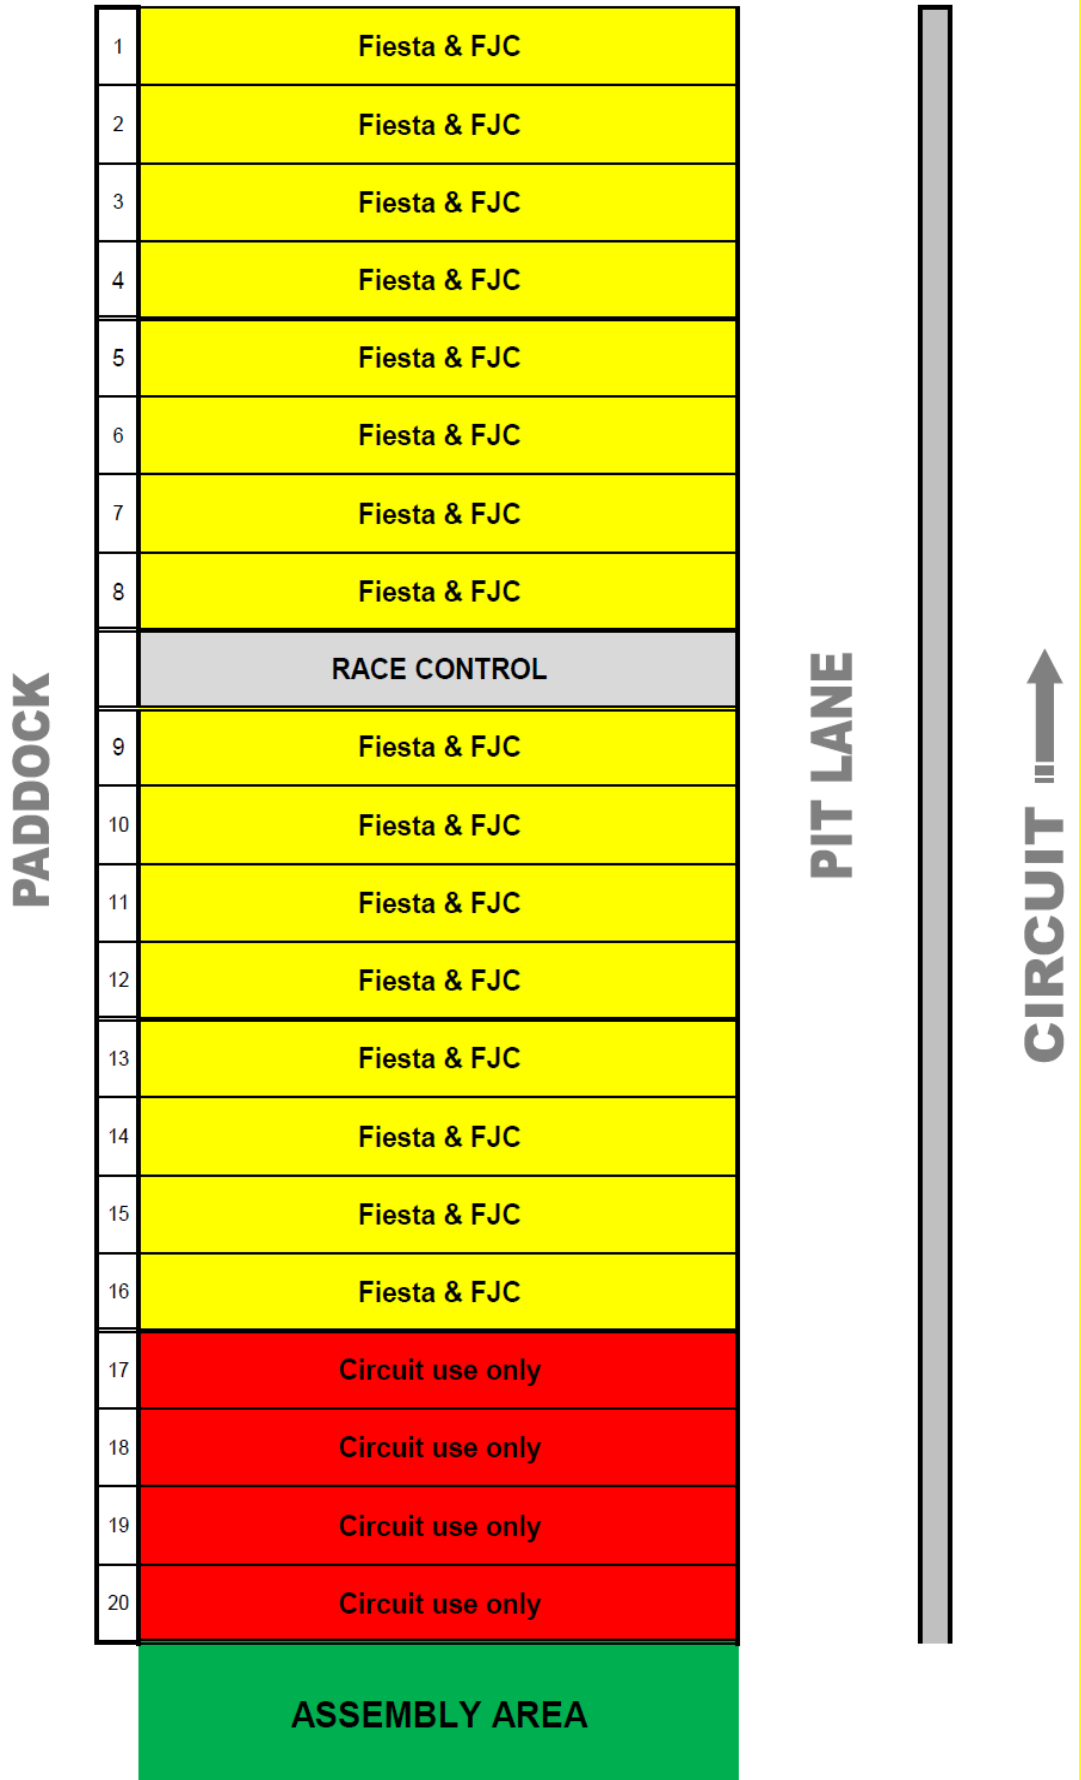 1 Fiesta & FJC
2 Fiesta & FJC
3 Fiesta & FJC
4 Fiesta & FJC
5 Fiesta & FJC
6 Fiesta & FJC
7 Fiesta & FJC
8 Fiesta & FJC
RACE CONTROL
9 Fiesta & FJC
10 Fiesta & FJC
11 Fiesta & FJC
12 Fiesta & FJC
13 Fiesta & FJC
14 Fiesta & FJC
15 Fiesta & FJC
16 Fiesta & FJC
17 Circuit use only
18 Circuit use only
19 Circuit use only
20 Circuit use only
ASSEMBLY AREA
PADDOCK
PIT LANE
CIRCUIT